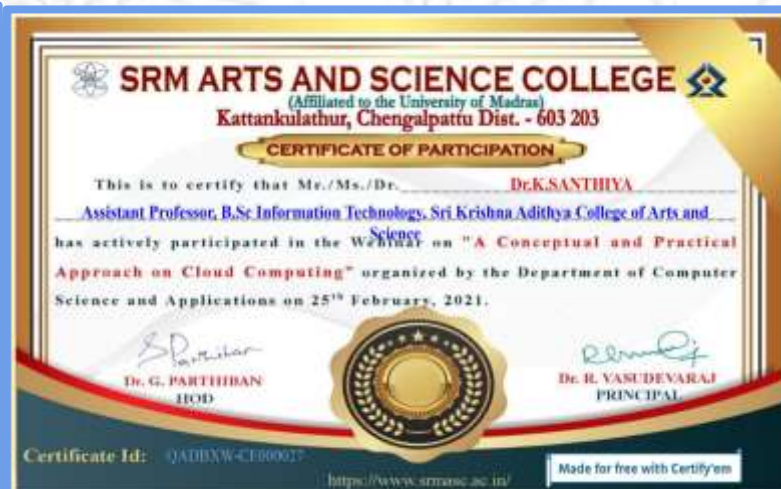 SRM ARTS AND SCIENCE COLLEGE
(Affiliated to the University of Madras)
Kattankulathur, Chengalpattu Dist. - 603 203
CERTIFICATE OF PARTICIPATION
This is to certify that Mr./Ms./Dr. Dr.K.SANTHIYA
Assistant Professor, B.Sc Information Technology, Sri Krishna Adithya College of Arts and
Science
has actively participated in the Webinar on "A Conceptual and Practical
Approach on Cloud Computing" organized by the Department of Computer
Science and Applications on 25th February, 2021.
Dr. G. PARTHIBAN
HOD
Dr. R. VASUDEVARAJ
PRINCIPAL
Certificate Id: QADBXW-CE000027
https://www.srmasc.ac.in/
Made for free with Certify'em